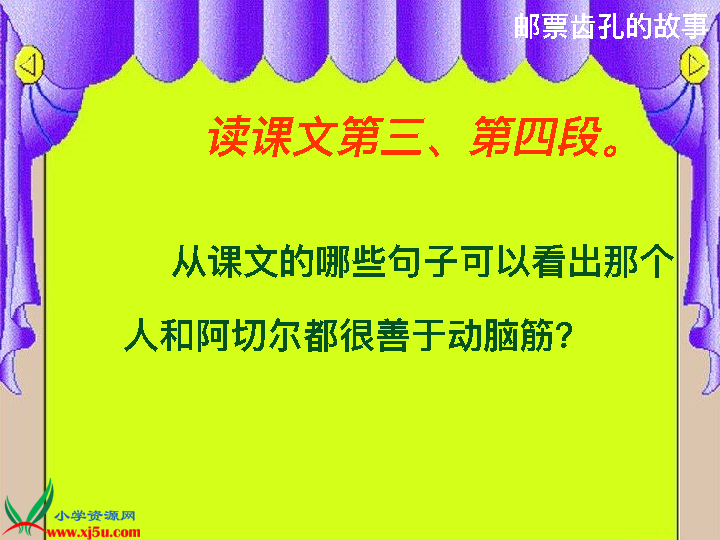 邮票齿孔的故事
读课文第三、第四段。
从课文的哪些句子可以看出那个
人和阿切尔都很善于动脑筋?
小学资源网
www.xj5u.com